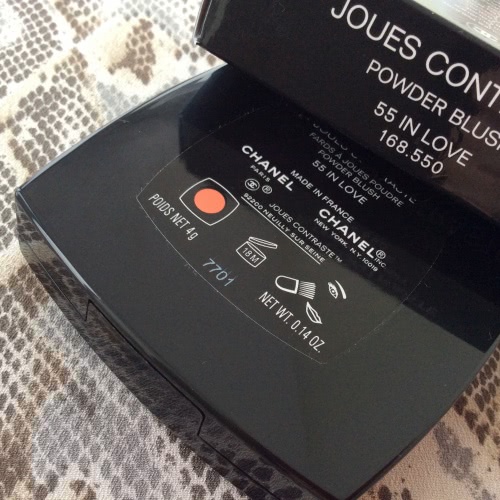 JOUES CONT
POWDER BLUSH
55 IN LOVE
168.550
FARDS À JOUES POUDRE
POWDER BLUSH
55 IN LOVE
MADE IN FRANCE
CHANEL
PARIS
CHANEL® INC
NEW YORK, N.Y. 10019
JOUES CONTRASTE™
92200 NEUILLY SUR SEINE
POIDS NET 4g
18 M
7701
NET WT. 0.14 OZ.